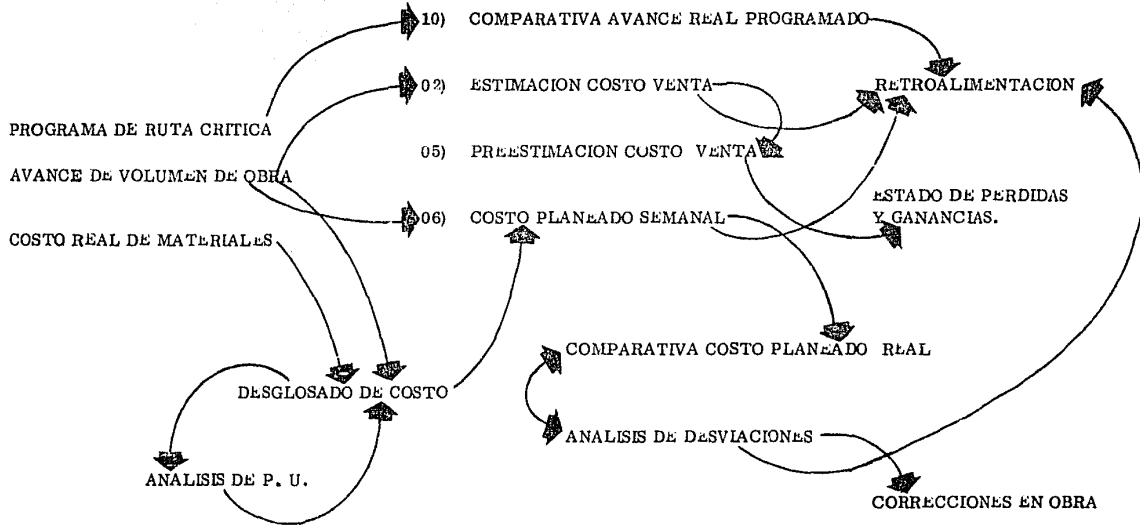 10) COMPARATIVA AVANCE REAL PROGRAMADO
02) ESTIMACION COSTO VENTA
RETROALIMENTACION
PROGRAMA DE RUTA CRITICA
05) PREESTIMACION COSTO VENTA
AVANCE DE VOLUMEN DE OBRA
ESTADO DE PERDIDAS
Y GANANCIAS.
06) COSTO PLANEADO SEMANAL
COSTO REAL DE MATERIALES
COMPARATIVA COSTO PLANEADO REAL
DESGLOSADO DE COSTO
ANALISIS DE DESVIACIONES
ANALISIS DE P. U.
CORRECCIONES EN OBRA